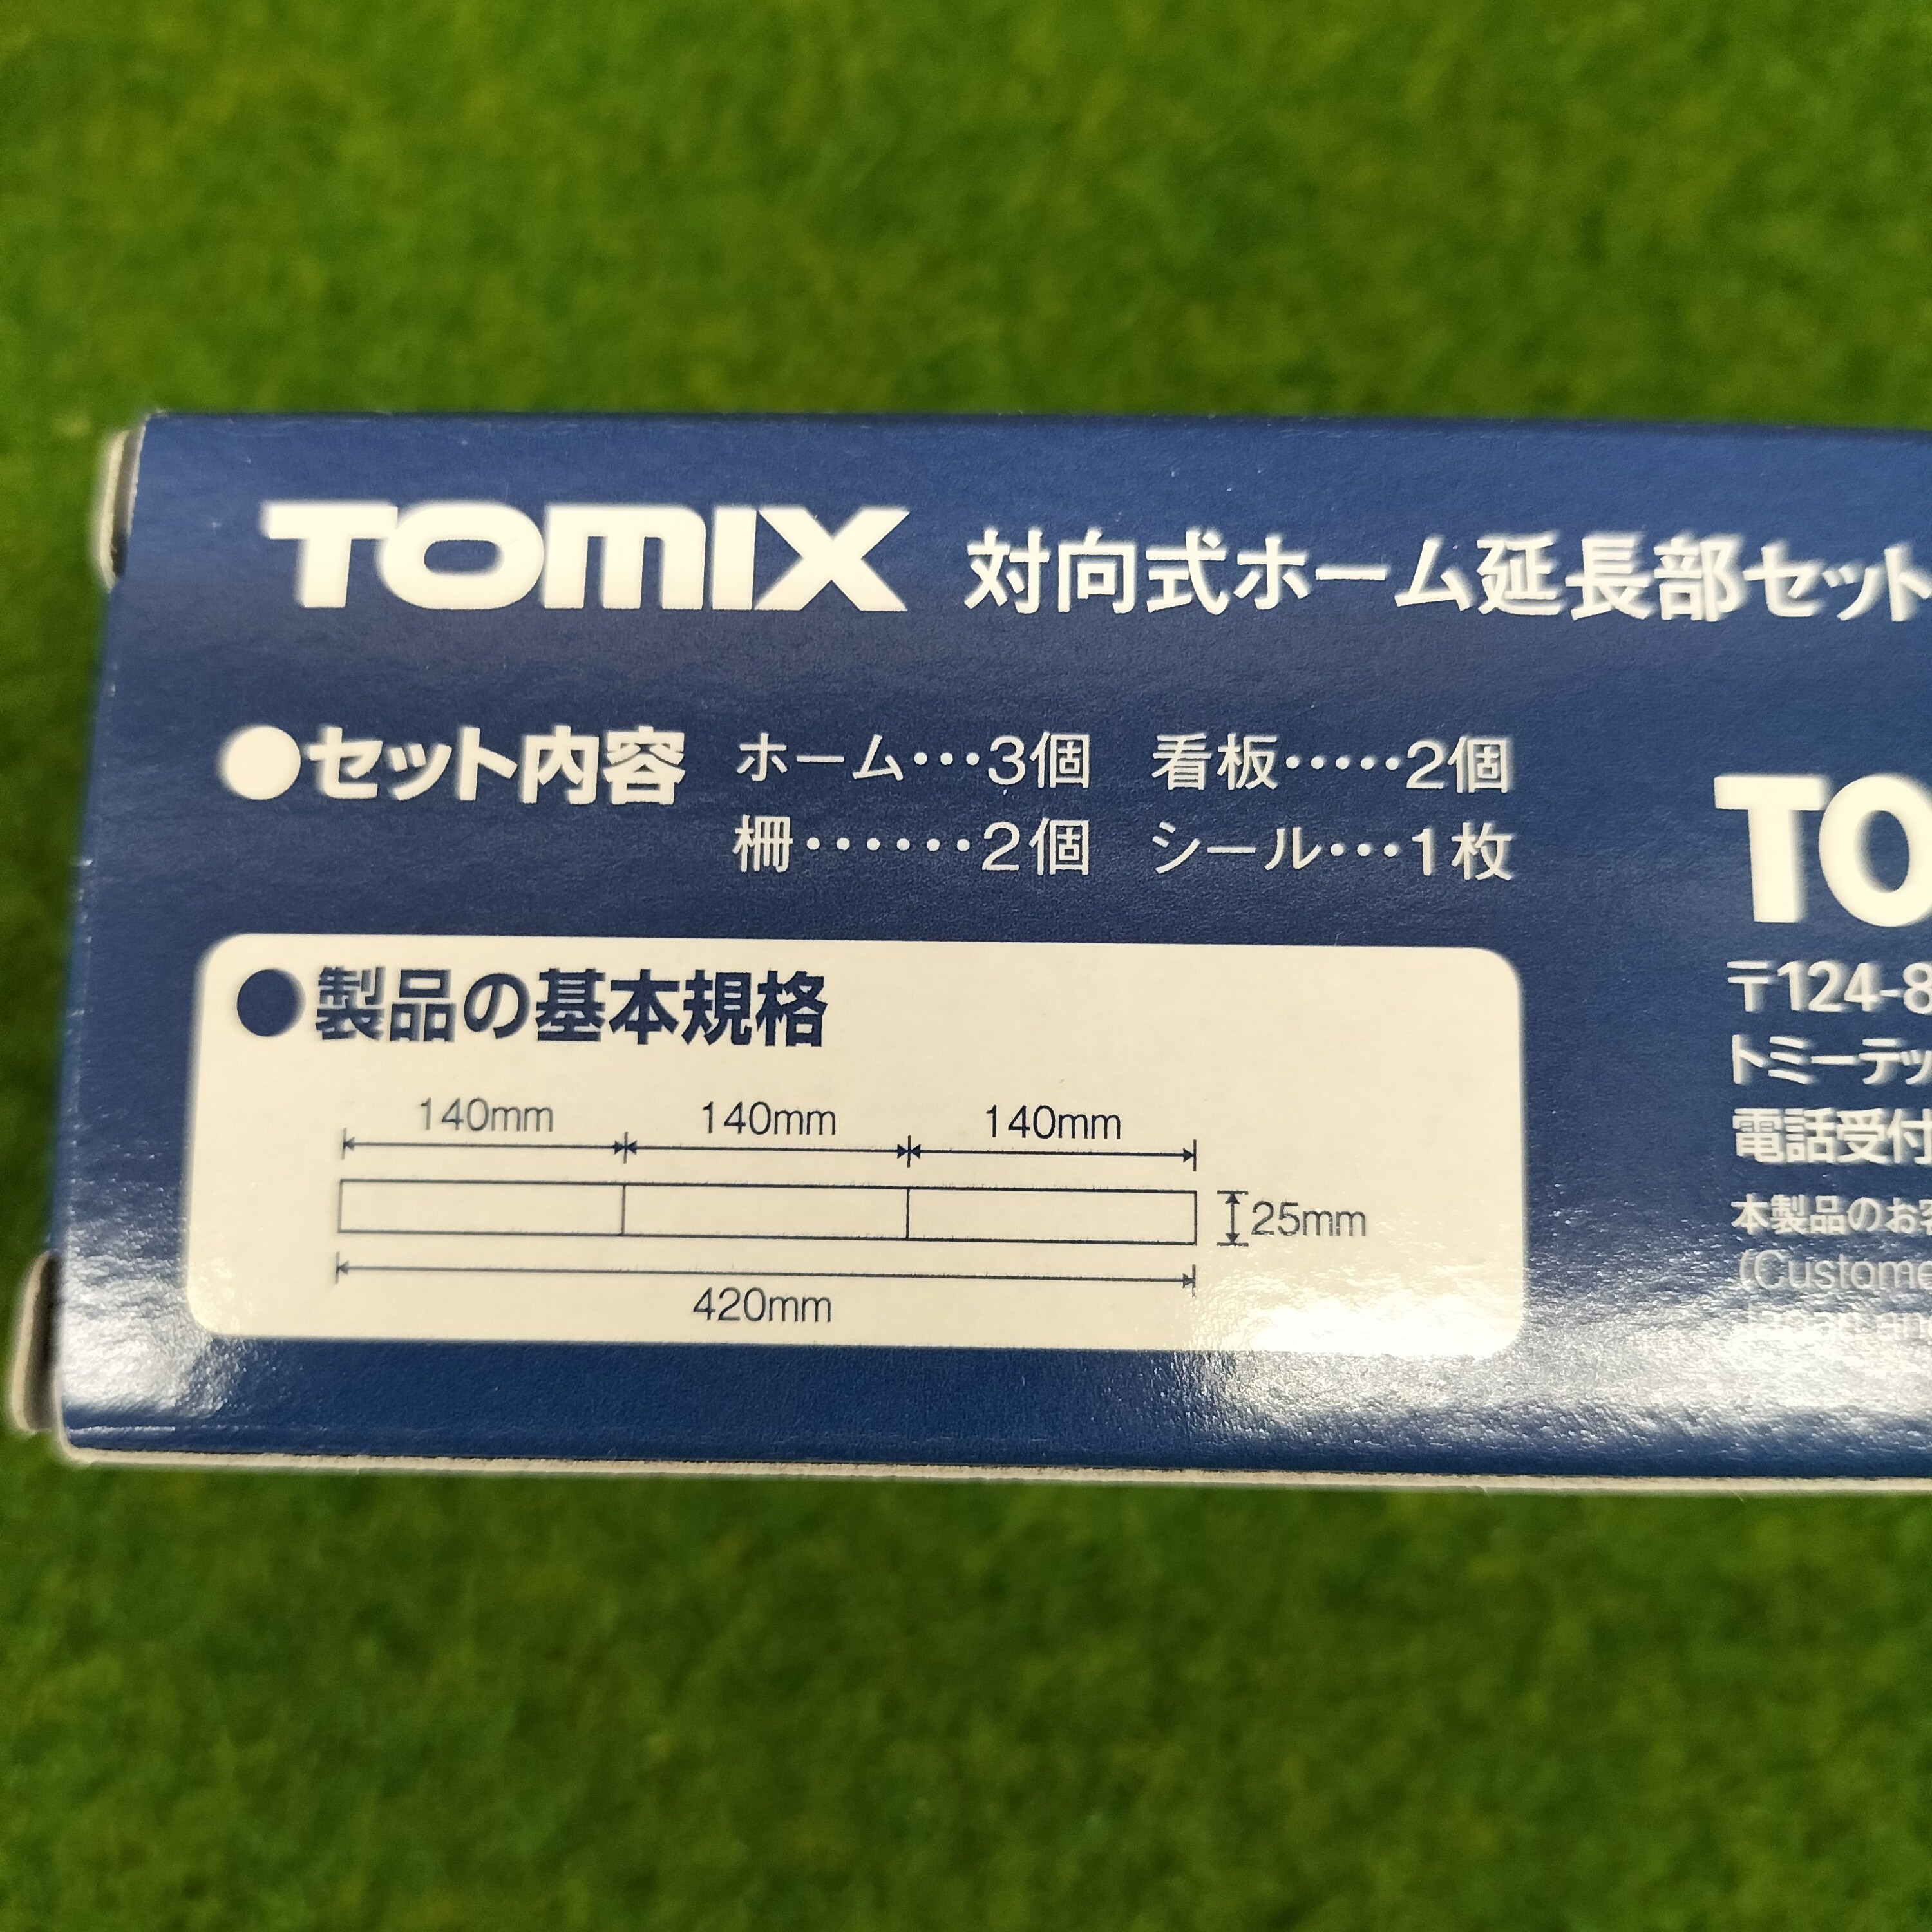 TOMIX 対向式ホーム延長部セット
●セット内容 ホーム･･･3個 看板･････2個
柵･･････2個 シール･･･1枚
●製品の基本規格
140mm 140mm 140mm
25mm
420mm
TO
〒124-8
トミーテッ
電話受付
本製品のお客
(Custome
Japan an